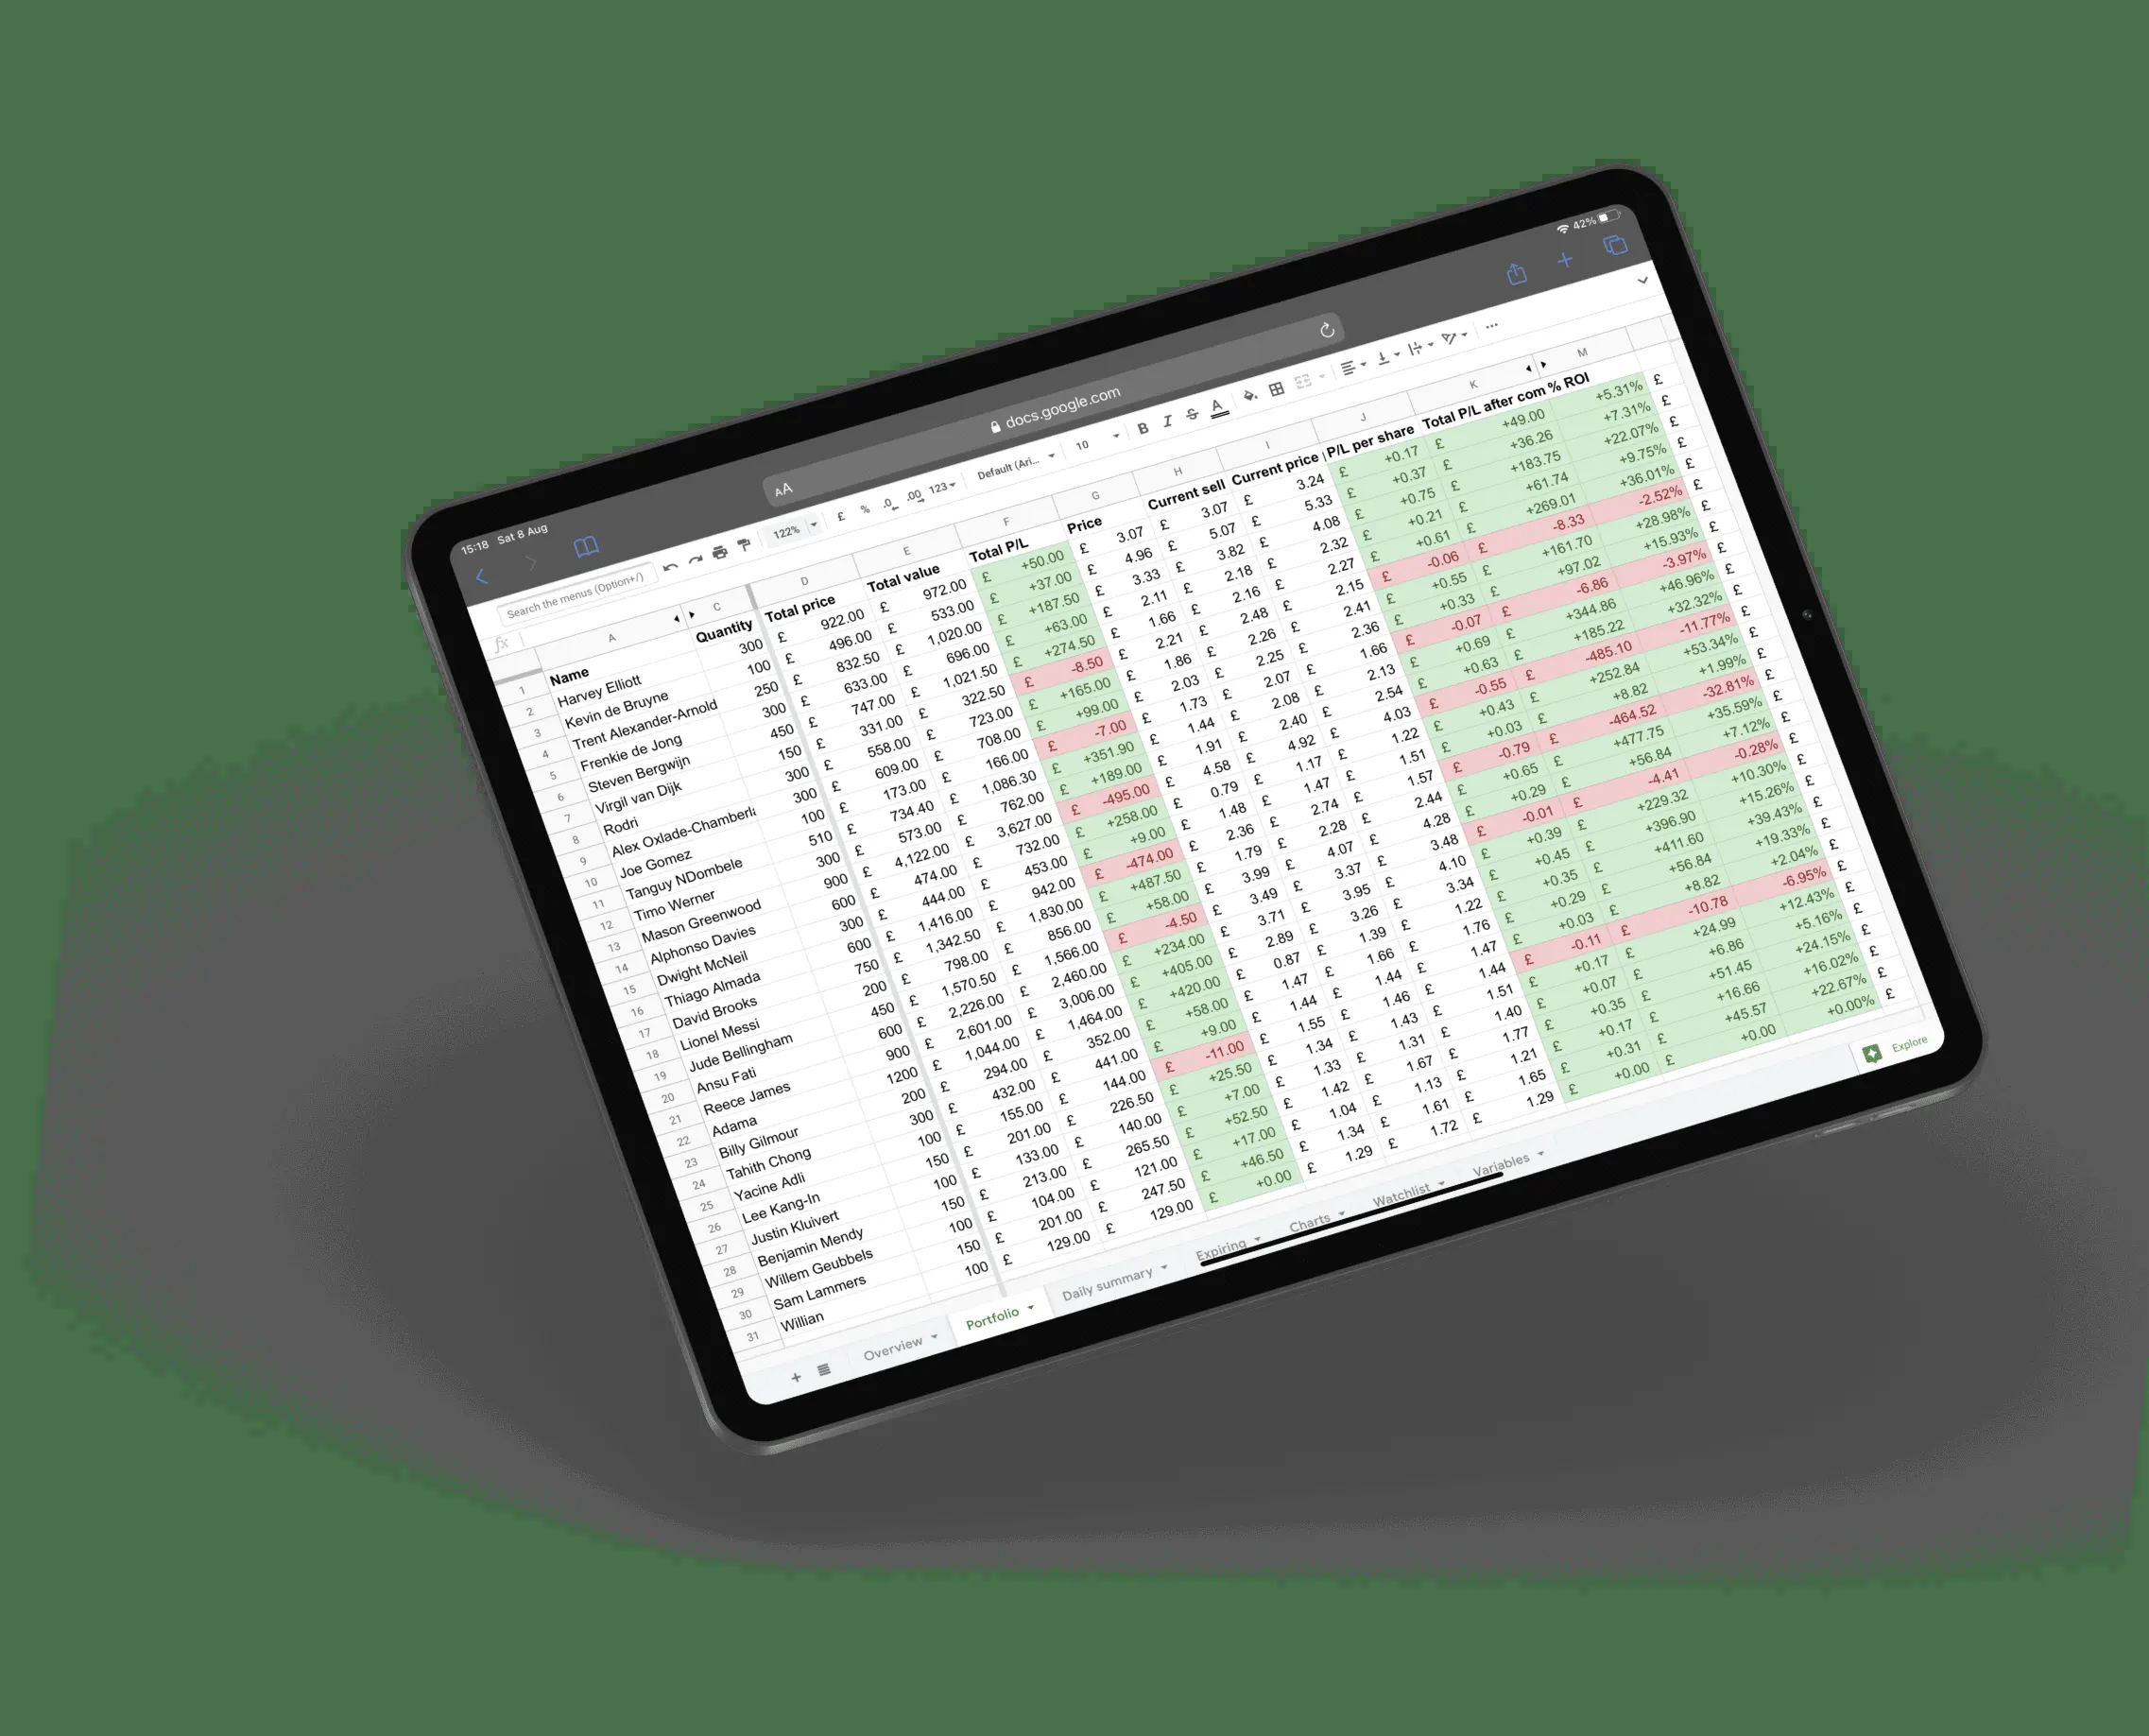 15:18 Sat 8 Aug 42%
AA docs.google.com
Search the menus (Option+/) 122% £ % .0 .00 123 Default (Ari... 10 B I S A ...
fx
A C D E F G H I J K M
1 Name Quantity Total price Total value Total P/L Price Current sell Current price P/L per share Total P/L after com % ROI
2 Harvey Elliott 300 £ 922.00 £ 972.00 £ +50.00 £ 3.07 £ 3.07 £ 3.24 £ +0.17 £ +49.00 +5.31% £
3 Kevin de Bruyne 100 £ 496.00 £ 533.00 £ +37.00 £ 4.96 £ 5.07 £ 5.33 £ +0.37 £ +36.26 +7.31% £
4 Trent Alexander-Arnold 250 £ 832.50 £ 1,020.00 £ +187.50 £ 3.33 £ 3.82 £ 4.08 £ +0.75 £ +183.75 +22.07% £
5 Frenkie de Jong 300 £ 633.00 £ 696.00 £ +63.00 £ 2.11 £ 2.18 £ 2.32 £ +0.21 £ +61.74 +9.75% £
6 Steven Bergwijn 450 £ 747.00 £ 1,021.50 £ +274.50 £ 1.66 £ 2.16 £ 2.27 £ +0.61 £ +269.01 +36.01% £
7 Virgil van Dijk 150 £ 331.00 £ 322.50 £ -8.50 £ 2.21 £ 2.48 £ 2.15 £ -0.06 £ -8.33 -2.52% £
8 Rodri 300 £ 558.00 £ 723.00 £ +165.00 £ 1.86 £ 2.26 £ 2.41 £ +0.55 £ +161.70 +28.98% £
9 Alex Oxlade-Chamberla 300 £ 609.00 £ 708.00 £ +99.00 £ 2.03 £ 2.25 £ 2.36 £ +0.33 £ +97.02 +15.93% £
10 Joe Gomez 100 £ 173.00 £ 166.00 £ -7.00 £ 1.73 £ 2.07 £ 1.66 £ -0.07 £ -6.86 -3.97% £
11 Tanguy NDombele 510 £ 734.40 £ 1,086.30 £ +351.90 £ 1.44 £ 2.08 £ 2.13 £ +0.69 £ +344.86 +46.96% £
12 Timo Werner 300 £ 573.00 £ 762.00 £ +189.00 £ 1.91 £ 2.40 £ 2.54 £ +0.63 £ +185.22 +32.32% £
13 Mason Greenwood 900 £ 4,122.00 £ 3,627.00 £ -495.00 £ 4.58 £ 4.92 £ 4.03 £ -0.55 £ -485.10 -11.77% £
14 Alphonso Davies 600 £ 474.00 £ 732.00 £ +258.00 £ 0.79 £ 1.17 £ 1.22 £ +0.43 £ +252.84 +53.34% £
15 Dwight McNeil 300 £ 444.00 £ 453.00 £ +9.00 £ 1.48 £ 1.47 £ 1.51 £ +0.03 £ +8.82 +1.99% £
16 Thiago Almada 600 £ 1,416.00 £ 942.00 £ -474.00 £ 2.36 £ 2.74 £ 1.57 £ -0.79 £ -464.52 -32.81% £
17 David Brooks 750 £ 1,342.50 £ 1,830.00 £ +487.50 £ 1.79 £ 2.28 £ 2.44 £ +0.65 £ +477.75 +35.59% £
18 Lionel Messi 200 £ 798.00 £ 856.00 £ +58.00 £ 3.99 £ 4.07 £ 4.28 £ +0.29 £ +56.84 +7.12% £
19 Jude Bellingham 450 £ 1,570.50 £ 1,566.00 £ -4.50 £ 3.49 £ 3.37 £ 3.48 £ -0.01 £ -4.41 -0.28% £
20 Ansu Fati 600 £ 2,226.00 £ 2,460.00 £ +234.00 £ 3.71 £ 3.95 £ 4.10 £ +0.39 £ +229.32 +10.30% £
21 Reece James 900 £ 2,601.00 £ 3,006.00 £ +405.00 £ 2.89 £ 3.26 £ 3.34 £ +0.45 £ +396.90 +15.26% £
22 Adama 1200 £ 1,044.00 £ 1,464.00 £ +420.00 £ 0.87 £ 1.39 £ 1.22 £ +0.35 £ +411.60 +39.43% £
23 Billy Gilmour 200 £ 294.00 £ 352.00 £ +58.00 £ 1.47 £ 1.66 £ 1.76 £ +0.29 £ +56.84 +19.33% £
24 Tahith Chong 300 £ 432.00 £ 441.00 £ +9.00 £ 1.44 £ 1.44 £ 1.47 £ +0.03 £ +8.82 +2.04% £
25 Yacine Adli 100 £ 155.00 £ 144.00 £ -11.00 £ 1.55 £ 1.46 £ 1.44 £ -0.11 £ -10.78 -6.95% £
26 Lee Kang-In 150 £ 201.00 £ 226.50 £ +25.50 £ 1.34 £ 1.43 £ 1.51 £ +0.17 £ +24.99 +12.43% £
27 Justin Kluivert 100 £ 133.00 £ 140.00 £ +7.00 £ 1.33 £ 1.31 £ 1.40 £ +0.07 £ +6.86 +5.16% £
28 Benjamin Mendy 150 £ 213.00 £ 265.50 £ +52.50 £ 1.42 £ 1.67 £ 1.77 £ +0.35 £ +51.45 +24.15% £
29 Willem Geubbels 100 £ 104.00 £ 121.00 £ +17.00 £ 1.04 £ 1.13 £ 1.21 £ +0.17 £ +16.66 +16.02% £
30 Sam Lammers 150 £ 201.00 £ 247.50 £ +46.50 £ 1.34 £ 1.61 £ 1.65 £ +0.31 £ +45.57 +22.67% £
31 Willian 100 £ 129.00 £ 129.00 £ +0.00 £ 1.29 £ 1.72 £ 1.29 £ +0.00 £ +0.00 +0.00% £
+ Overview Portfolio Daily summary Expiring Charts Watchlist Variables Explore